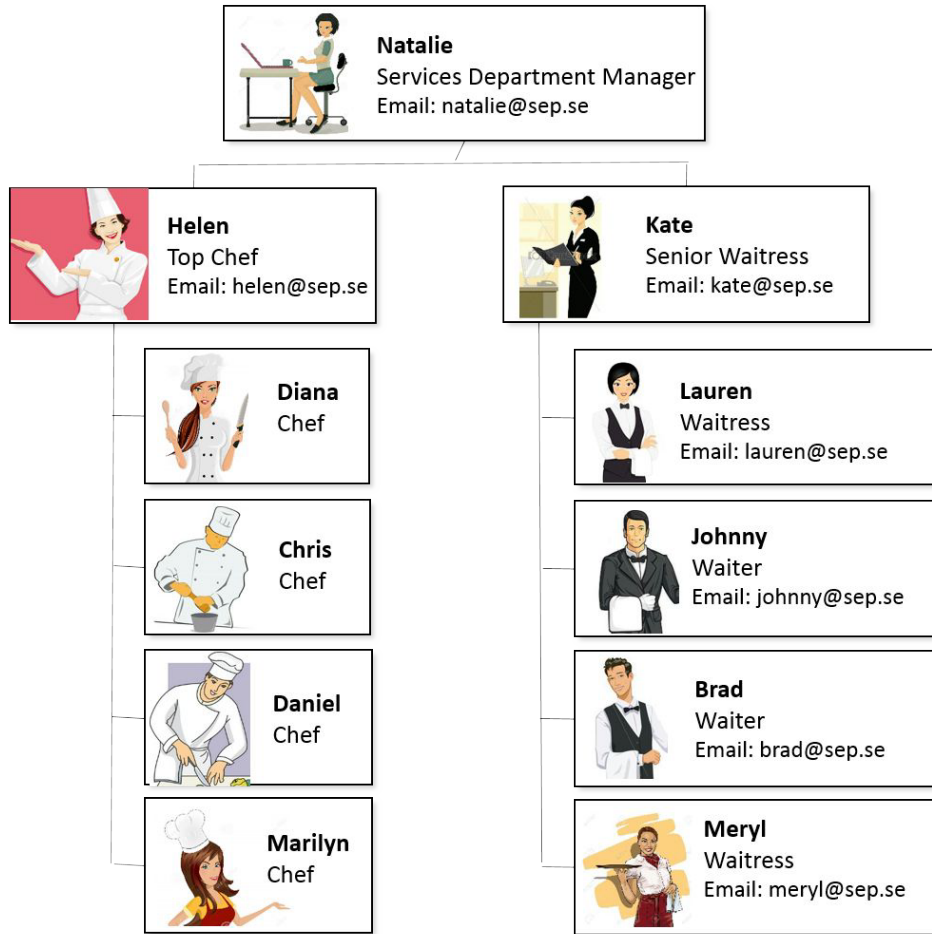 Natalie
Services Department Manager
Email: natalie@sep.se
Helen
Top Chef
Email: helen@sep.se
Kate
Senior Waitress
Email: kate@sep.se
Diana
Chef
Chris
Chef
Daniel
Chef
Marilyn
Chef
Lauren
Waitress
Email: lauren@sep.se
Johnny
Waiter
Email: johnny@sep.se
Brad
Waiter
Email: brad@sep.se
Meryl
Waitress
Email: meryl@sep.se